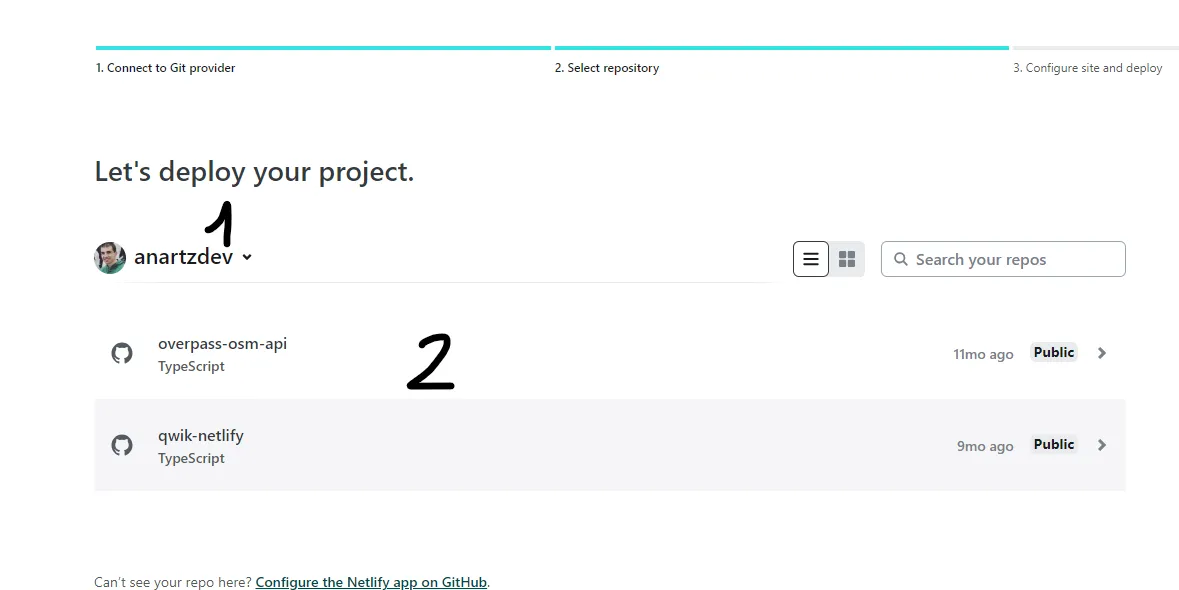 1. Connect to Git provider
2. Select repository
3. Configure site and deploy
Let's deploy your project.
1
anartzdev
Search your repos
overpass-osm-api
TypeScript
2
11mo ago
Public
qwik-netlify
TypeScript
9mo ago
Public
Can't see your repo here? Configure the Netlify app on GitHub.